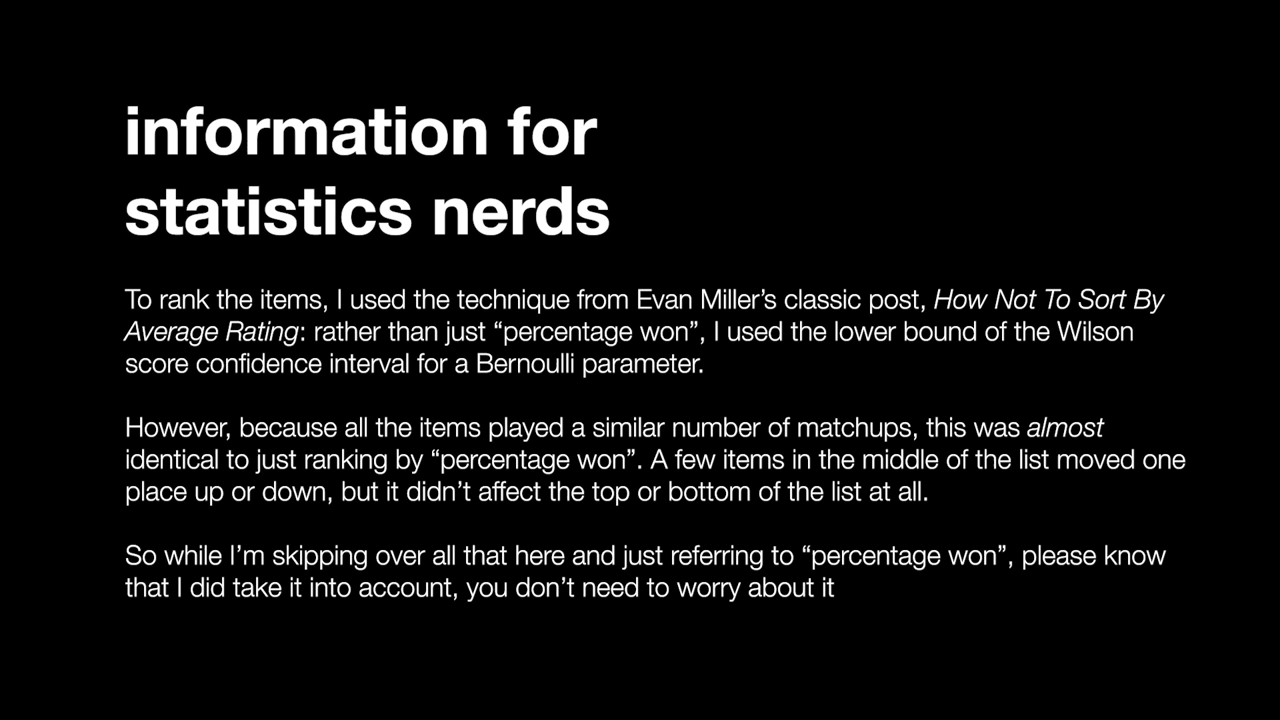 information for
statistics nerds
To rank the items, I used the technique from Evan Miller’s classic post, How Not To Sort By
Average Rating: rather than just “percentage won”, I used the lower bound of the Wilson
score confidence interval for a Bernoulli parameter.
However, because all the items played a similar number of matchups, this was almost
identical to just ranking by “percentage won”. A few items in the middle of the list moved one
place up or down, but it didn’t affect the top or bottom of the list at all.
So while I’m skipping over all that here and just referring to “percentage won”, please know
that I did take it into account, you don’t need to worry about it